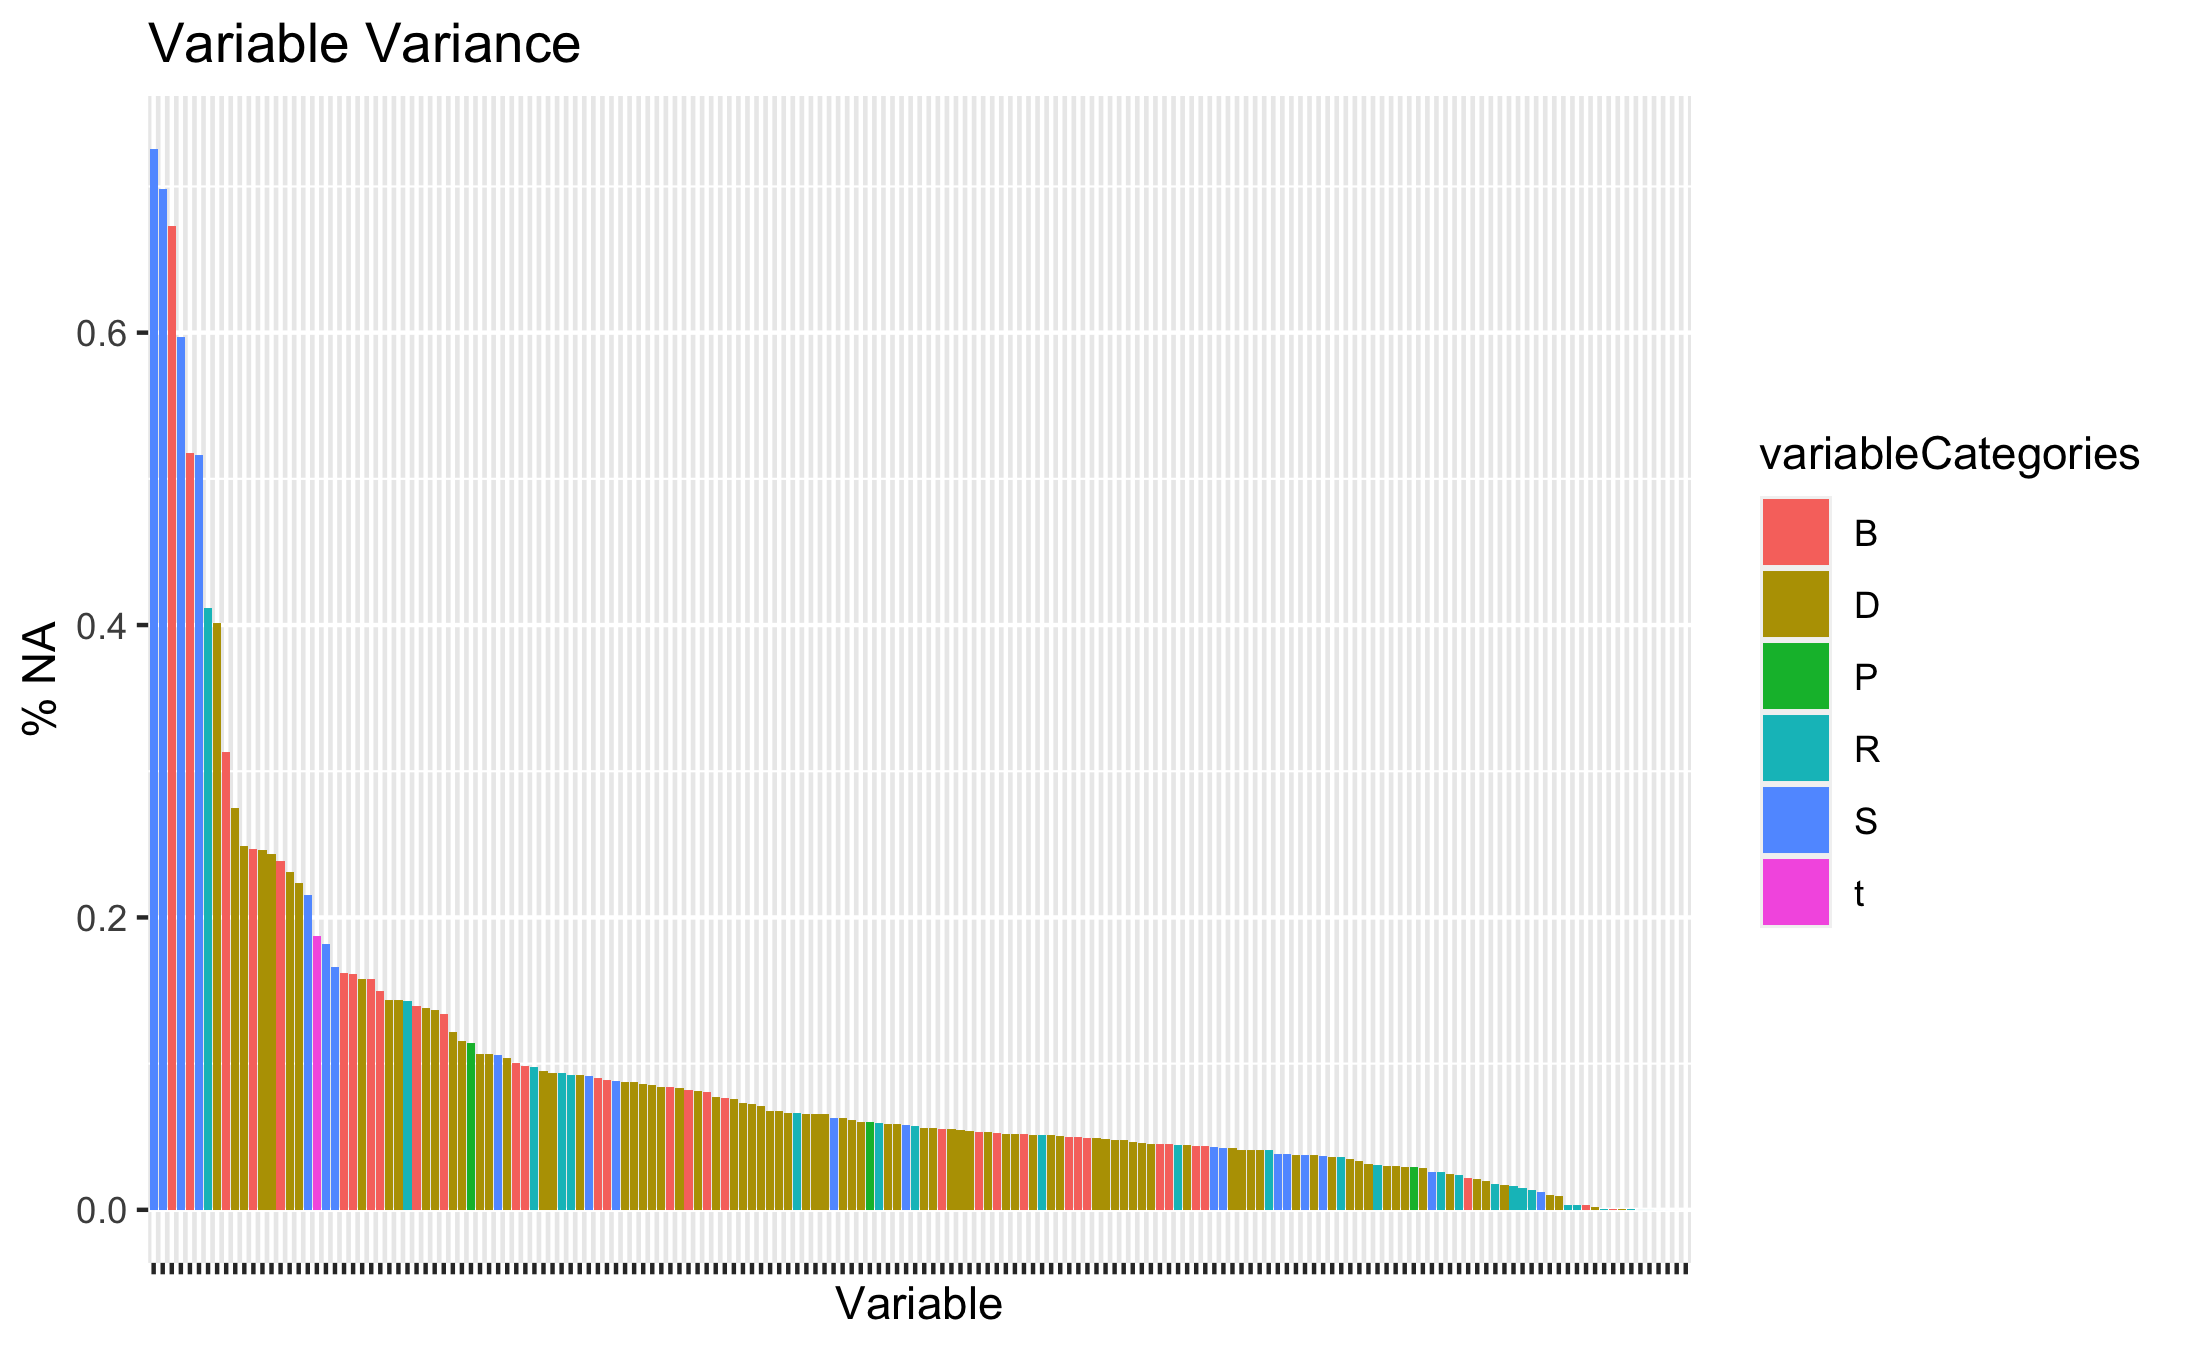 Variable Variance
% NA
0.6
0.4
0.2
0.0
Variable
variableCategories
B
D
P
R
S
t